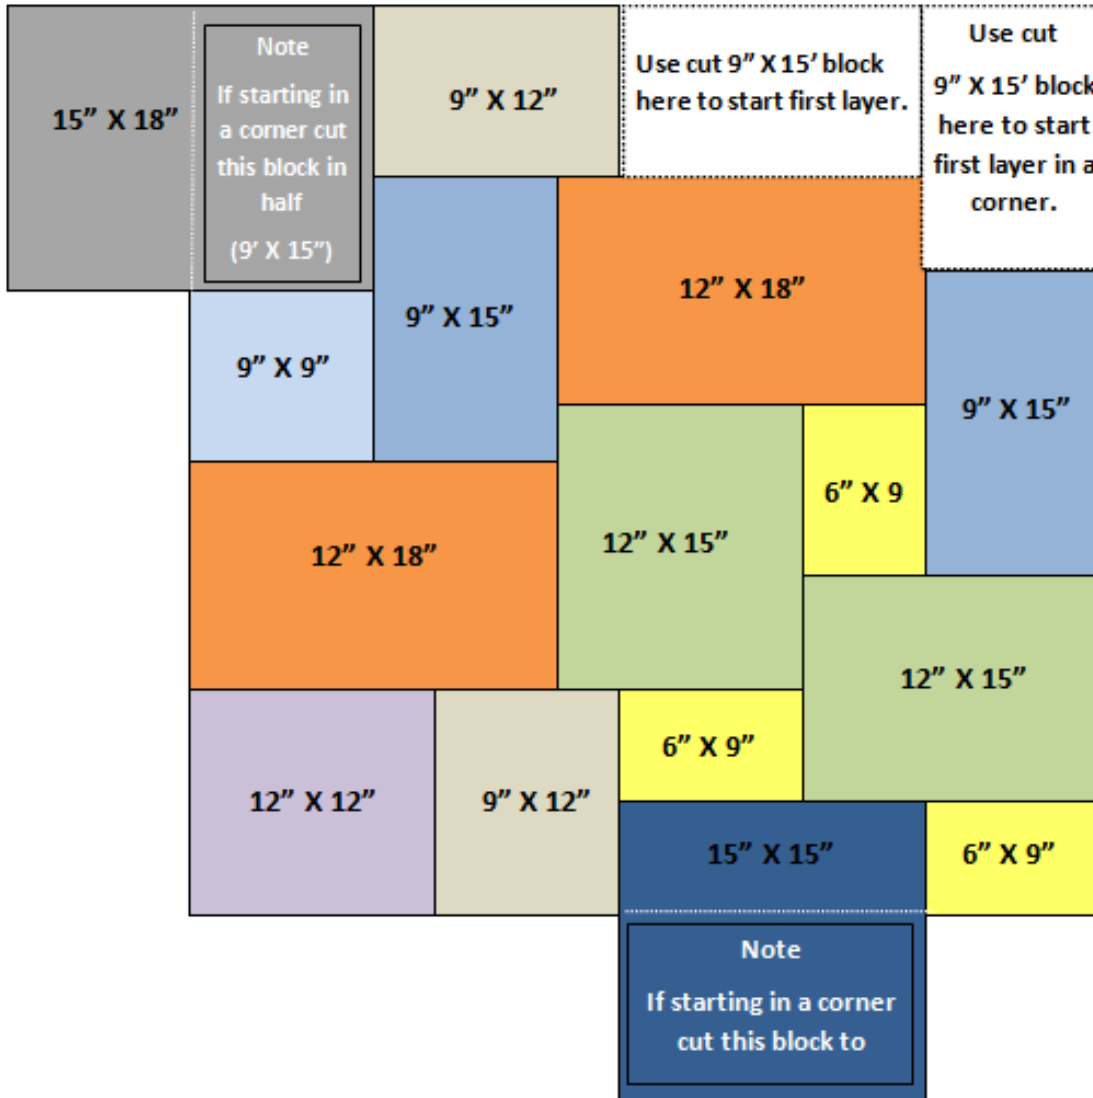 15” X 18”
Note
If starting in
a corner cut
this block in
half
(9’ X 15”)
9” X 12”
Use cut 9” X 15’ block
here to start first layer.
Use cut
9” X 15’ block
here to start
first layer in a
corner.
9” X 15”
12” X 18”
9” X 9”
9” X 15”
6” X 9
12” X 15”
12” X 18”
12” X 15”
6” X 9”
12” X 12”
9” X 12”
15” X 15”
6” X 9”
Note
If starting in a corner
cut this block to